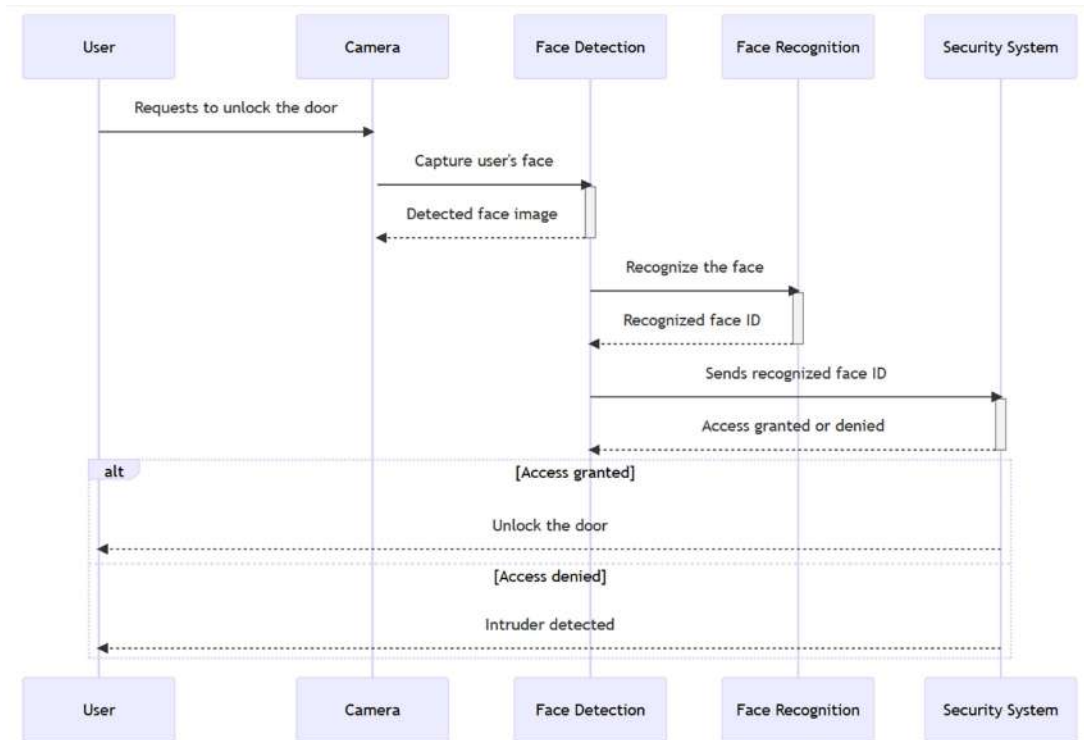 User
Camera
Face Detection
Face Recognition
Security System
Requests to unlock the door
Capture user's face
Detected face image
Recognize the face
Recognized face ID
Sends recognized face ID
Access granted or denied
alt
[Access granted]
Unlock the door
[Access denied]
Intruder detected
User
Camera
Face Detection
Face Recognition
Security System